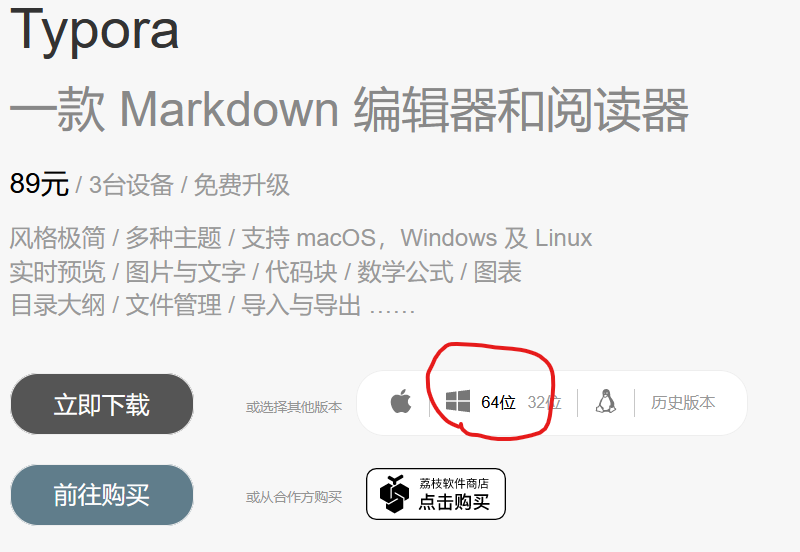 Typora
一款 Markdown 编辑器和阅读器
89元 / 3台设备 / 免费升级
风格极简 / 多种主题 / 支持 macOS，Windows 及 Linux
实时预览 / 图片与文字 / 代码块 / 数学公式 / 图表
目录大纲 / 文件管理 / 导入与导出 ……
立即下载 或选择其他版本 64位 32位 历史版本
荔枝软件商店
前往购买 或从合作方购买 点击购买